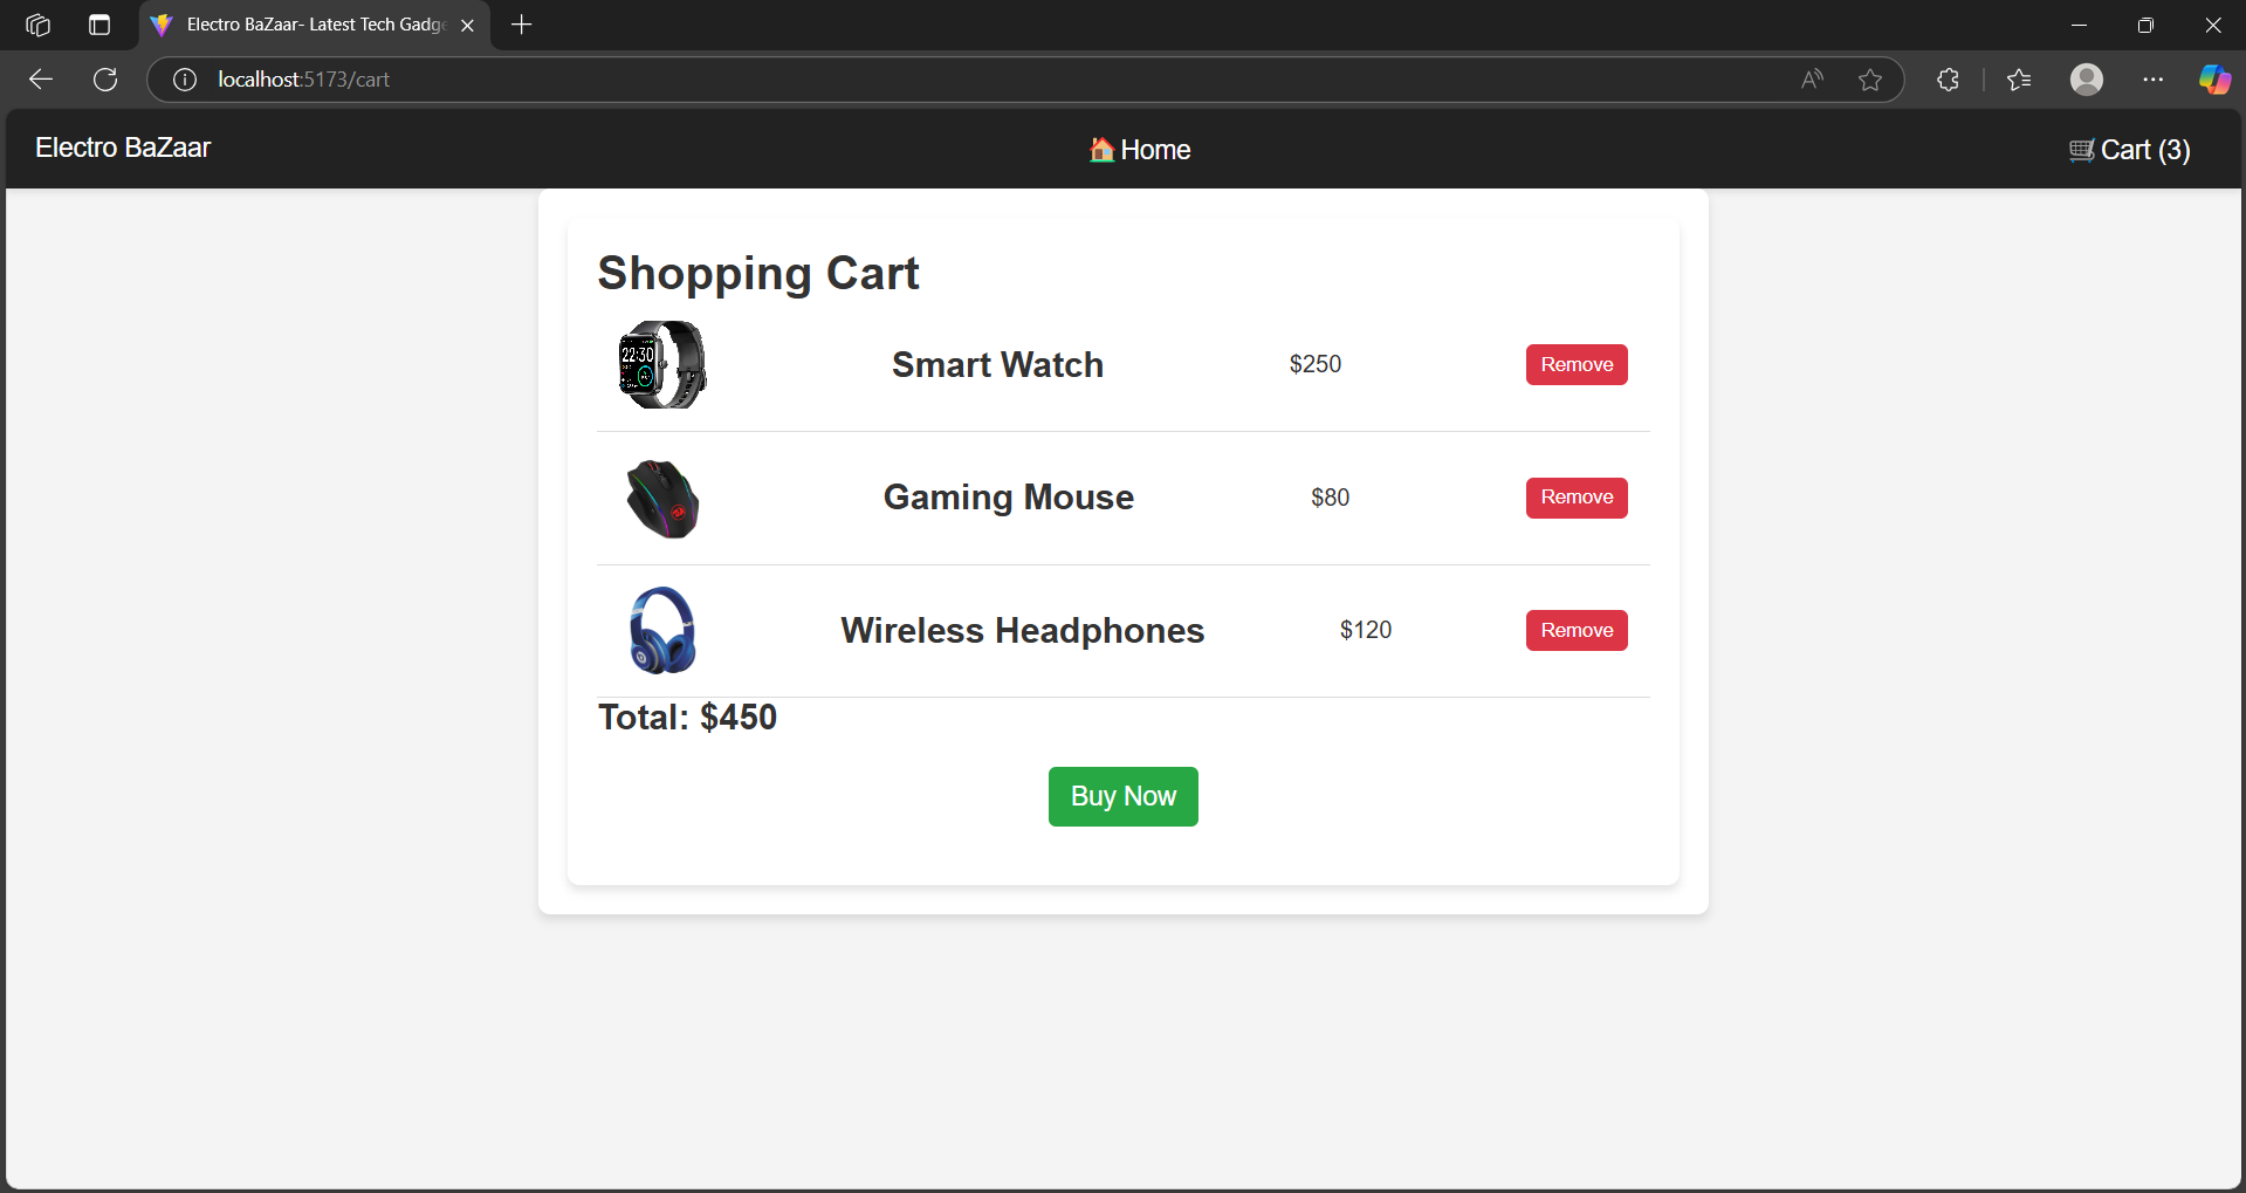 Electro BaZaar- Latest Tech Gadge
localhost:5173/cart
Electro BaZaar
Home
Cart (3)
Shopping Cart
22:30
Smart Watch
$250
Remove
Gaming Mouse
$80
Remove
Wireless Headphones
$120
Remove
Total: $450
Buy Now